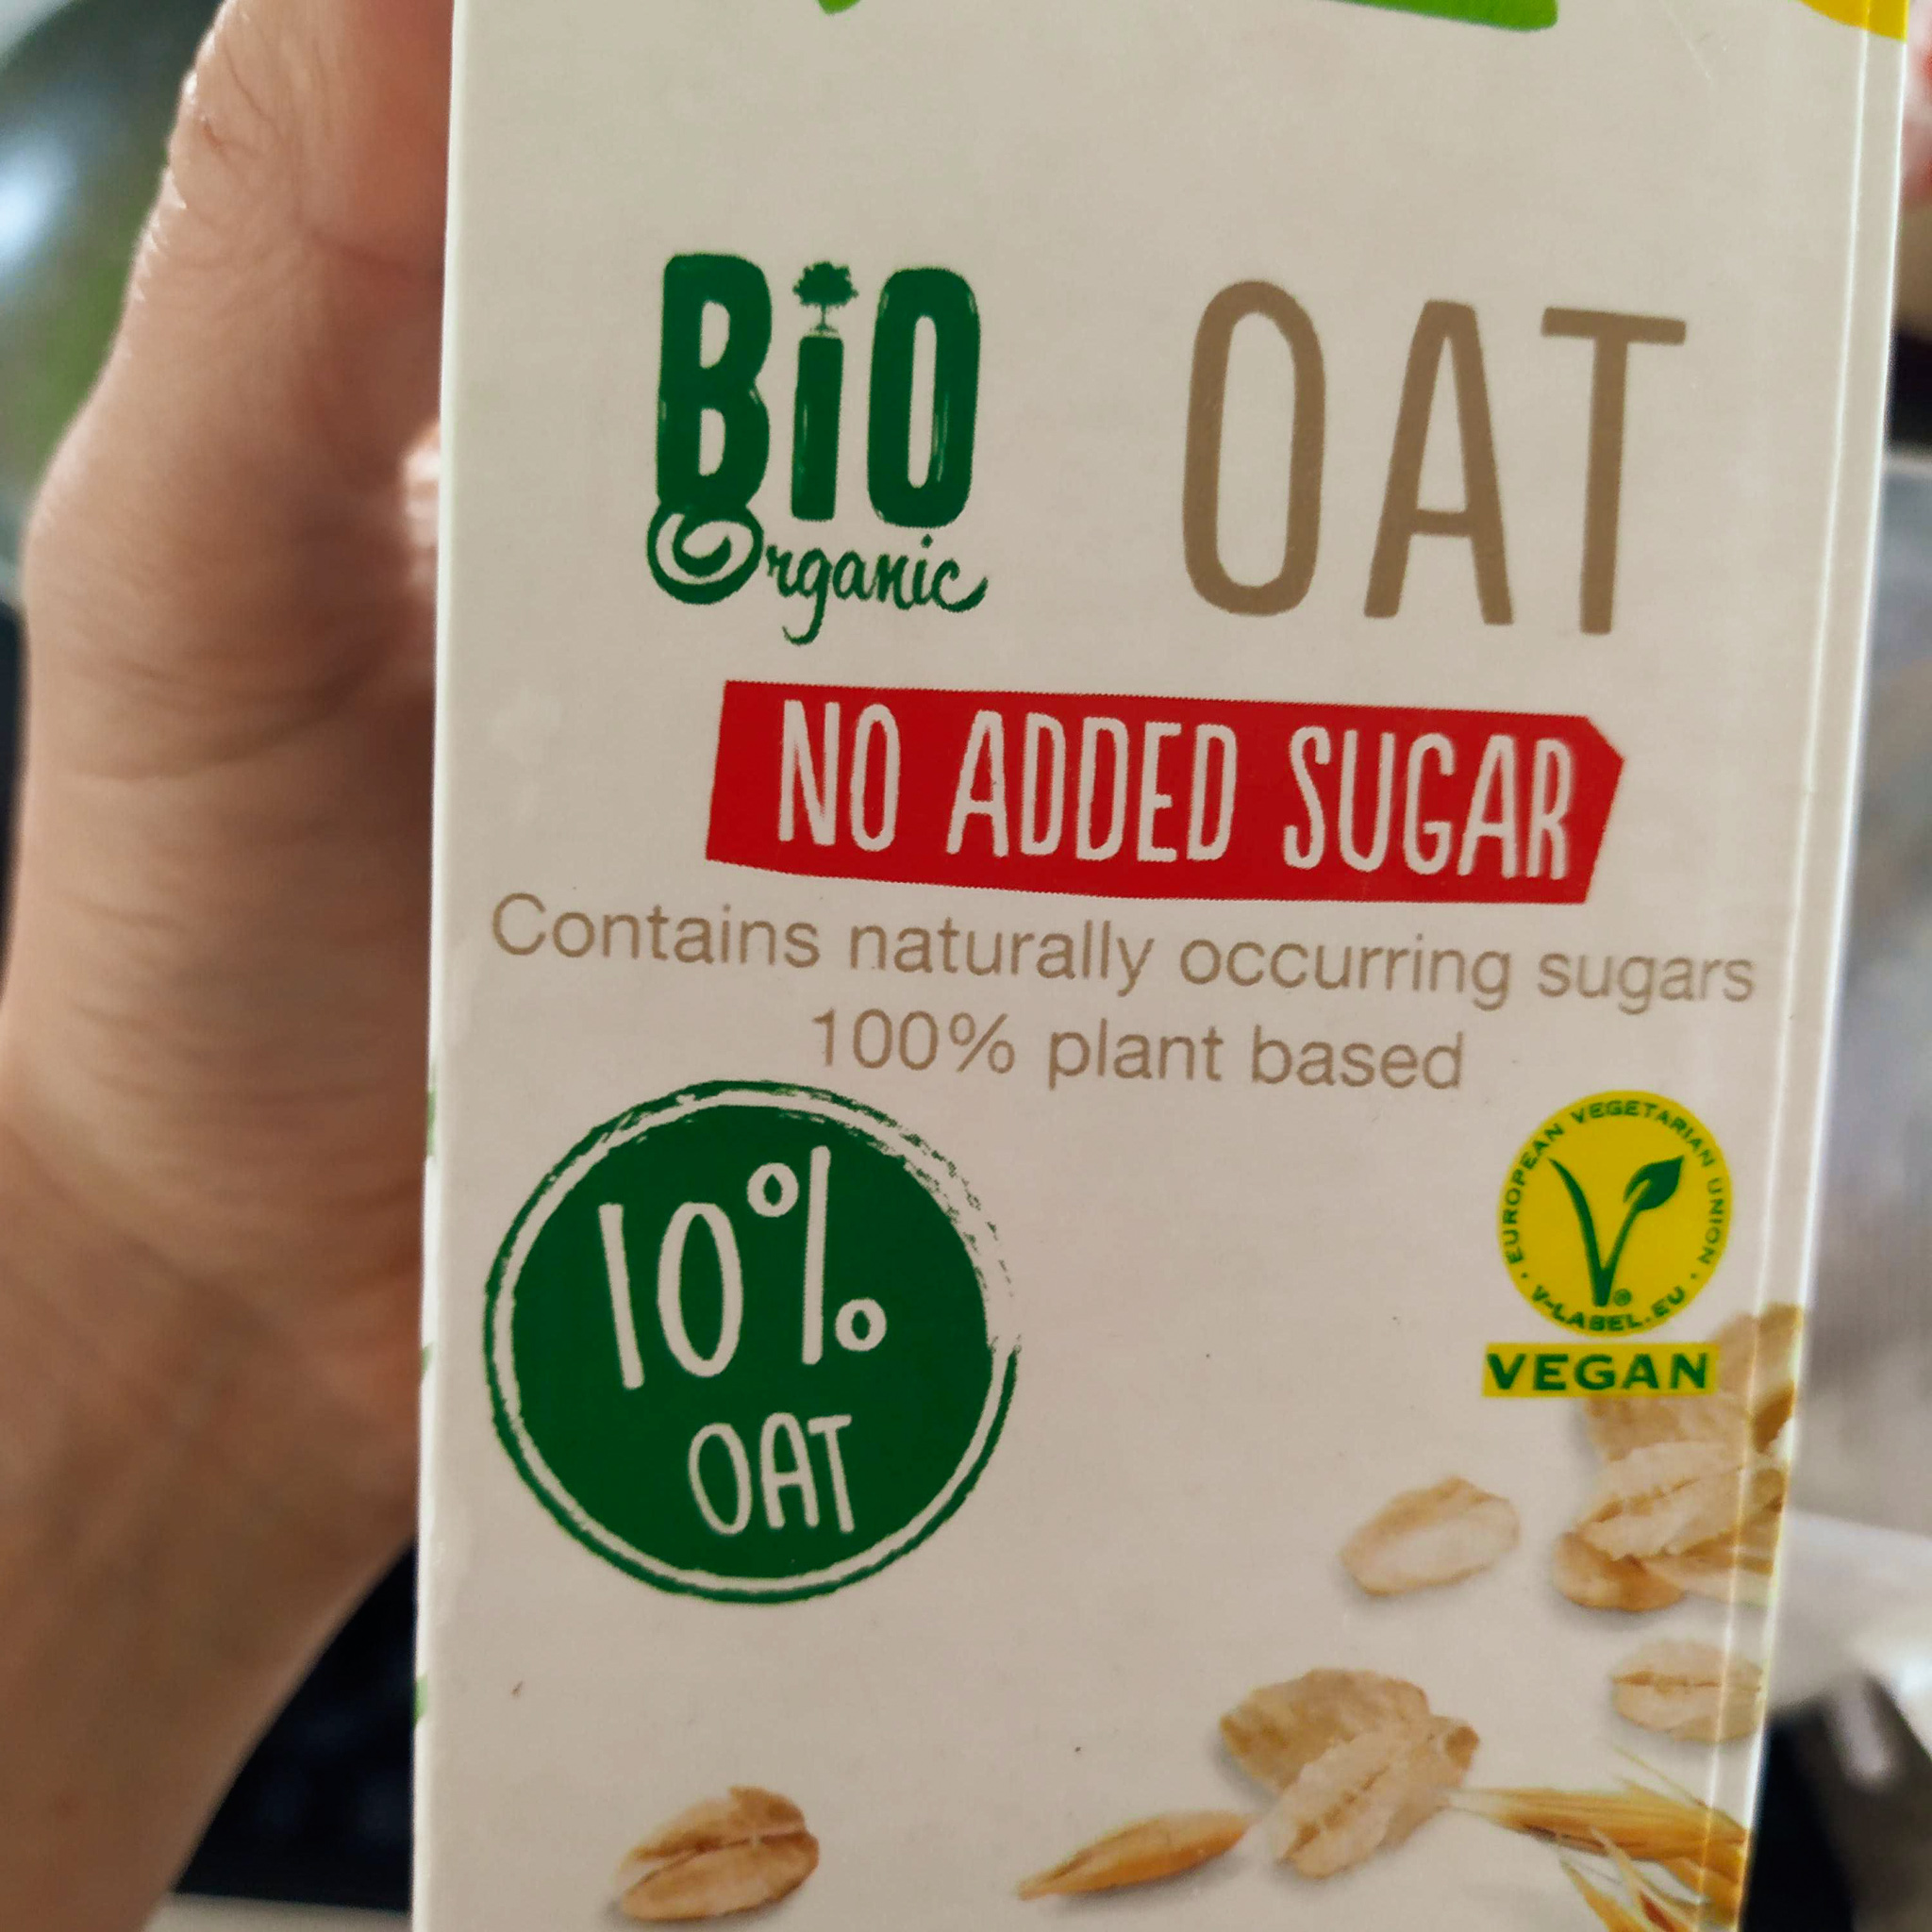 BiO
Organic
OAT
NO ADDED SUGAR
Contains naturally occurring sugars
100% plant based
10%
OAT
EUROPEAN VEGETARIAN UNION
V-LABEL.EU
VEGAN